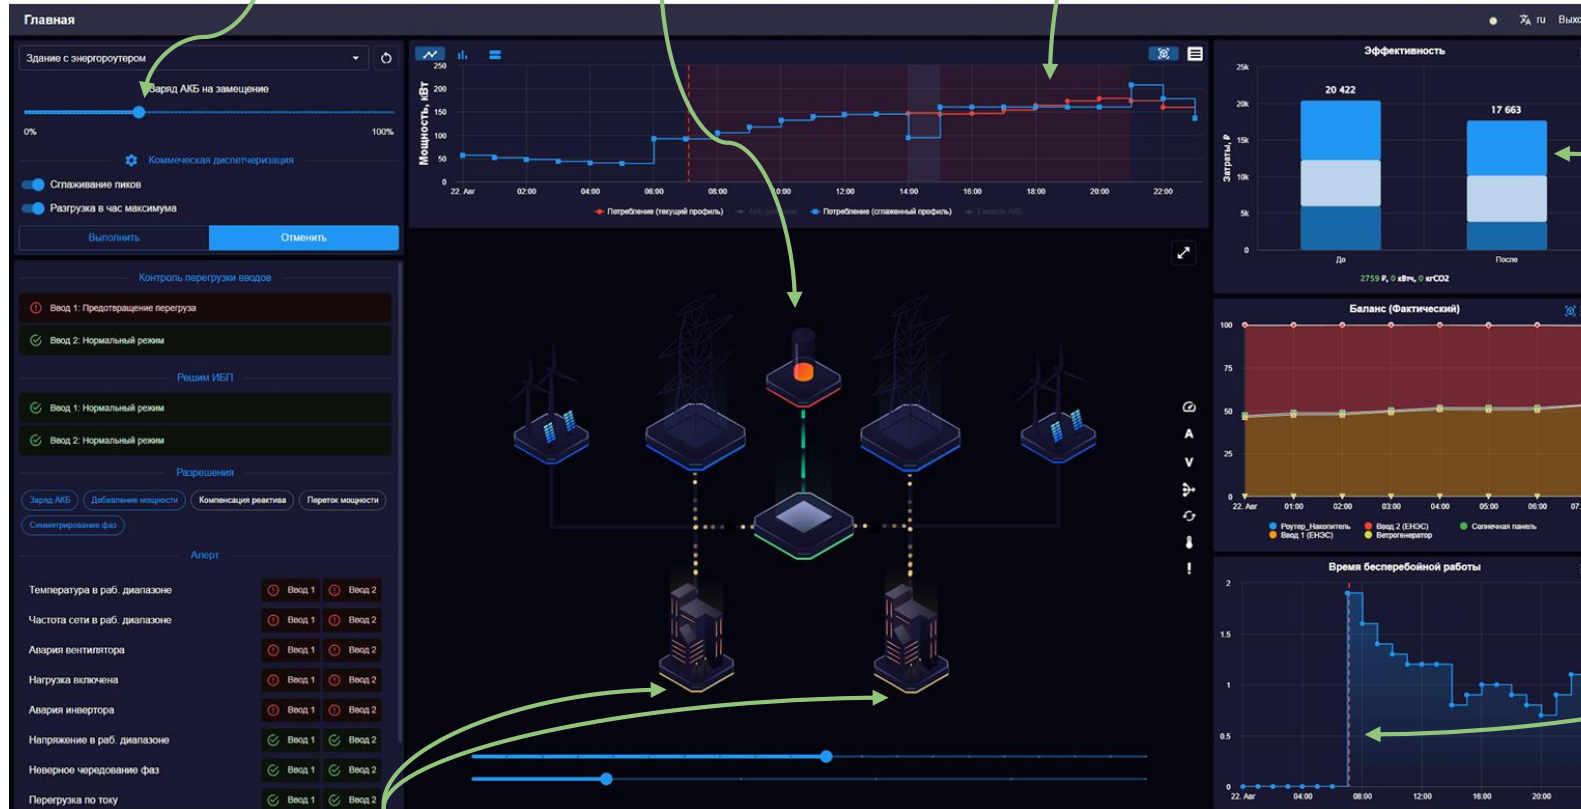 Главная
ru Выхо
Здание с энергороутером
Заряд АКБ на замещение
0% 100%
Коммеческая диспетчеризация
Сглаживание пиков
Разгрузка в час максимума
Выполнить Отменить
Контроль перегрузки вводов
Ввод 1: Предотвращение перегруза
Ввод 2: Нормальный режим
Решим ИБП
Ввод 1: Нормальный режим
Ввод 2: Нормальный режим
Разрешения
Заряд АКБ Добавление мощности Компенсация реактива Переток мощности
Симметрирование фаз
Алерт
Температура в раб. диапазоне Ввод 1 Ввод 2
Частота сети в раб. диапазоне Ввод 1 Ввод 2
Авария вентилятора Ввод 1 Ввод 2
Нагрузка включена Ввод 1 Ввод 2
Авария инвертора Ввод 1 Ввод 2
Напряжение в раб. диапазоне Ввод 1 Ввод 2
Неверное чередование фаз Ввод 1 Ввод 2
Перегрузка по току Ввод 1 Ввод 2
Мощность, кВт
250
200
150
100
50
0
22. Авг 02:00 04:00 06:00 08:00 10:00 12:00 14:00 16:00 18:00 20:00 22:00
Потребление (текущий профиль) Потребление (сглаженный профиль) Емкость АКБ
A
V
Эффективность
Затраты, ₽
25k
20k
15k
10k
5k
0
20 422
17 663
До После
2759 ₽, 0 кВтч, 0 кгCO2
Баланс (Фактический)
100
75
50
25
0
22. Авг 01:00 02:00 03:00 04:00 05:00 06:00 07:
Роутер_Накопитель Ввод 2 (ЕНЭС) Солнечная панель
Ввод 1 (ЕНЭС) Ветрогенератор
Время бесперебойной работы
2
1.5
1
0.5
0
22. Авг 04:00 08:00 12:00 16:00 20:00